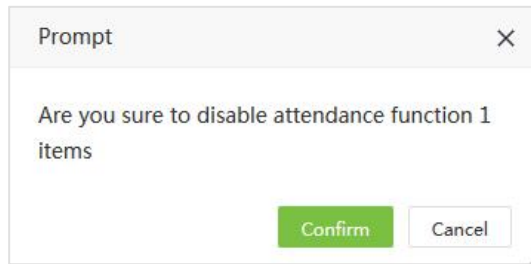 Prompt
Are you sure to disable attendance function 1
items
Confirm Cancel